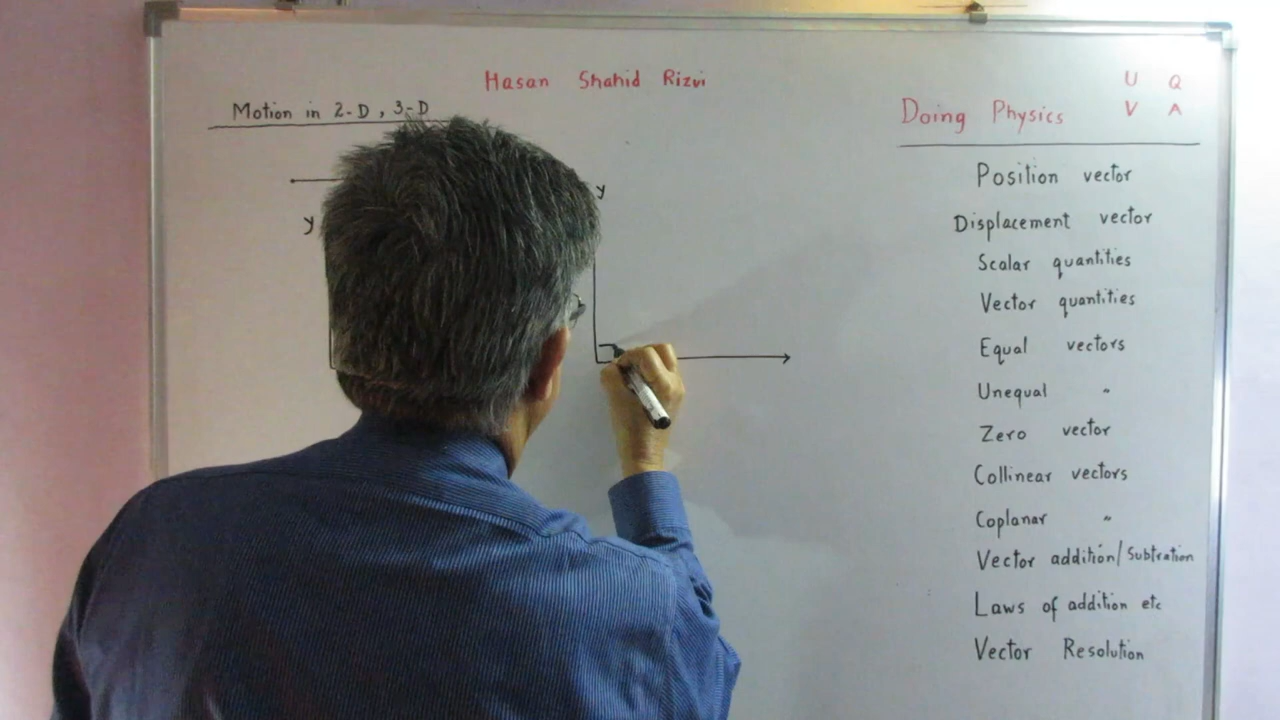 Hasan Shahid Rizvi
Motion in 2-D, 3-D
y
y
U Q
V A
Doing Physics
Position vector
Displacement vector
Scalar quantities
Vector quantities
Equal vectors
Unequal "
Zero vector
Collinear vectors
Coplanar "
Vector addition/Subtration
Laws of addition etc
Vector Resolution